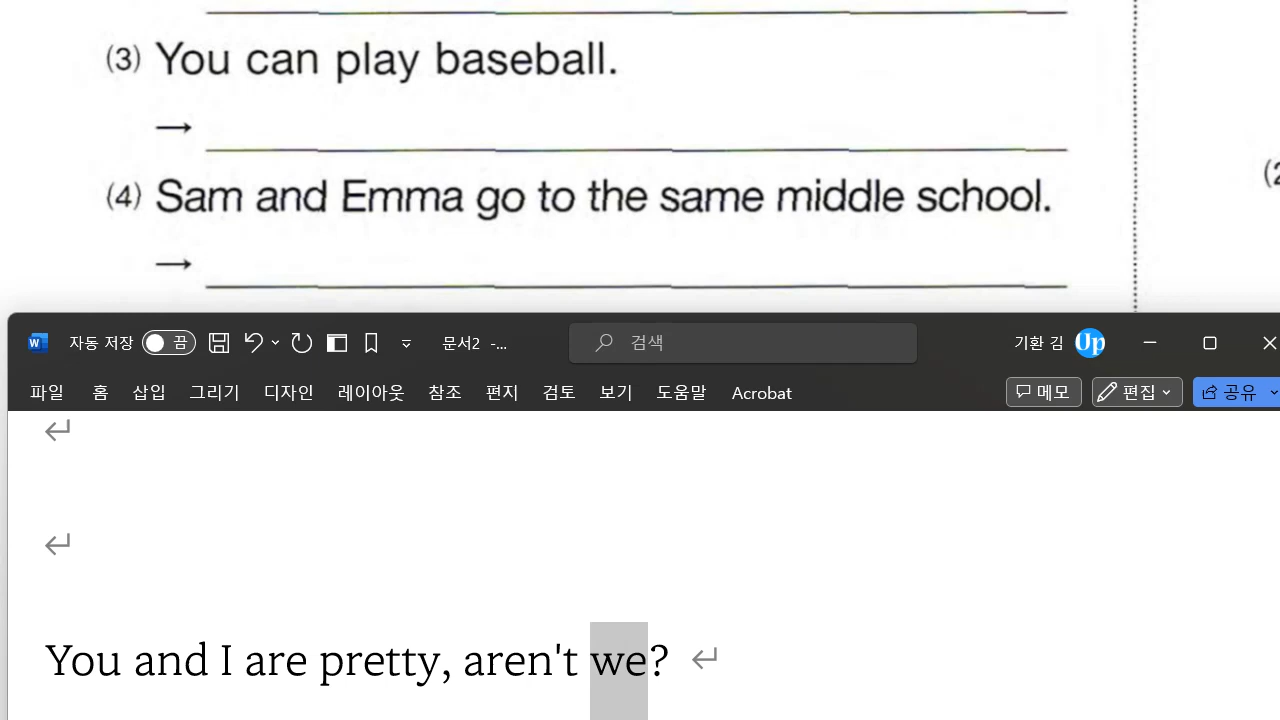 (3) You can play baseball.
→
(4) Sam and Emma go to the same middle school.
→
(2
자동 저장 끔 문서2 -... 검색 기환 김 Up
파일 홈 삽입 그리기 디자인 레이아웃 참조 편지 검토 보기 도움말 Acrobat 메모 편집 공유
↵
↵
You and I are pretty, aren't we? ↵